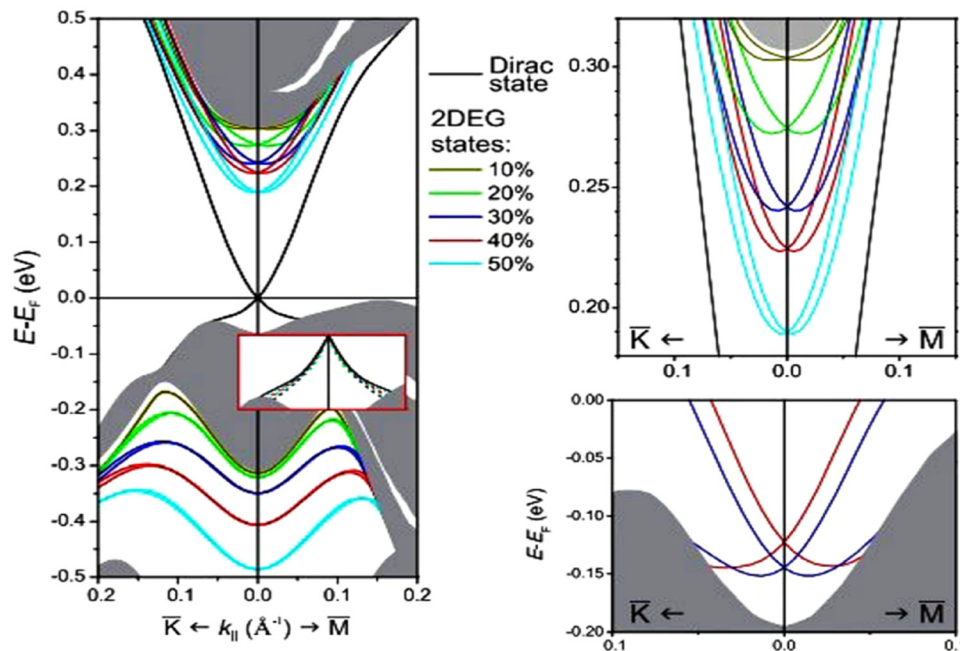 0.5
0.4
0.3
0.2
0.1
0.0
-0.1
-0.2
-0.3
-0.4
-0.5
E-E_F (eV)
0.2 0.1 0.0 0.1 0.2
K̅ ← k_|| (Å⁻¹) → M̅
Dirac
state
2DEG
states:
10%
20%
30%
40%
50%
0.30
0.25
0.20
K̅ ← → M̅
0.1 0.0 0.1
0.00
-0.05
-0.10
-0.15
-0.20
E-E_F (eV)
K̅ ← → M̅
0.1 0.0 0.